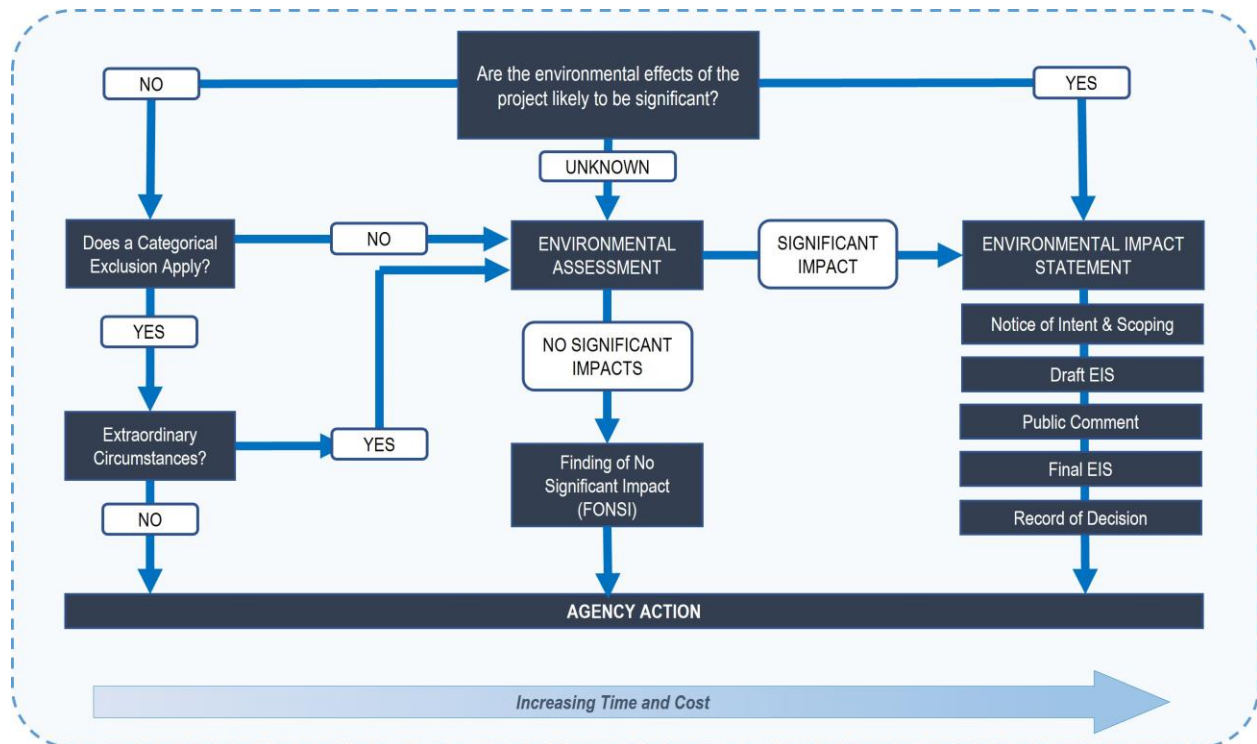 Are the environmental effects of the
project likely to be significant?
NO
YES
UNKNOWN
Does a Categorical
Exclusion Apply?
NO
ENVIRONMENTAL
ASSESSMENT
SIGNIFICANT
IMPACT
ENVIRONMENTAL IMPACT
STATEMENT
YES
NO SIGNIFICANT
IMPACTS
Notice of Intent & Scoping
Draft EIS
Public Comment
Final EIS
Record of Decision
Extraordinary
Circumstances?
YES
Finding of No
Significant Impact
(FONSI)
NO
AGENCY ACTION
Increasing Time and Cost